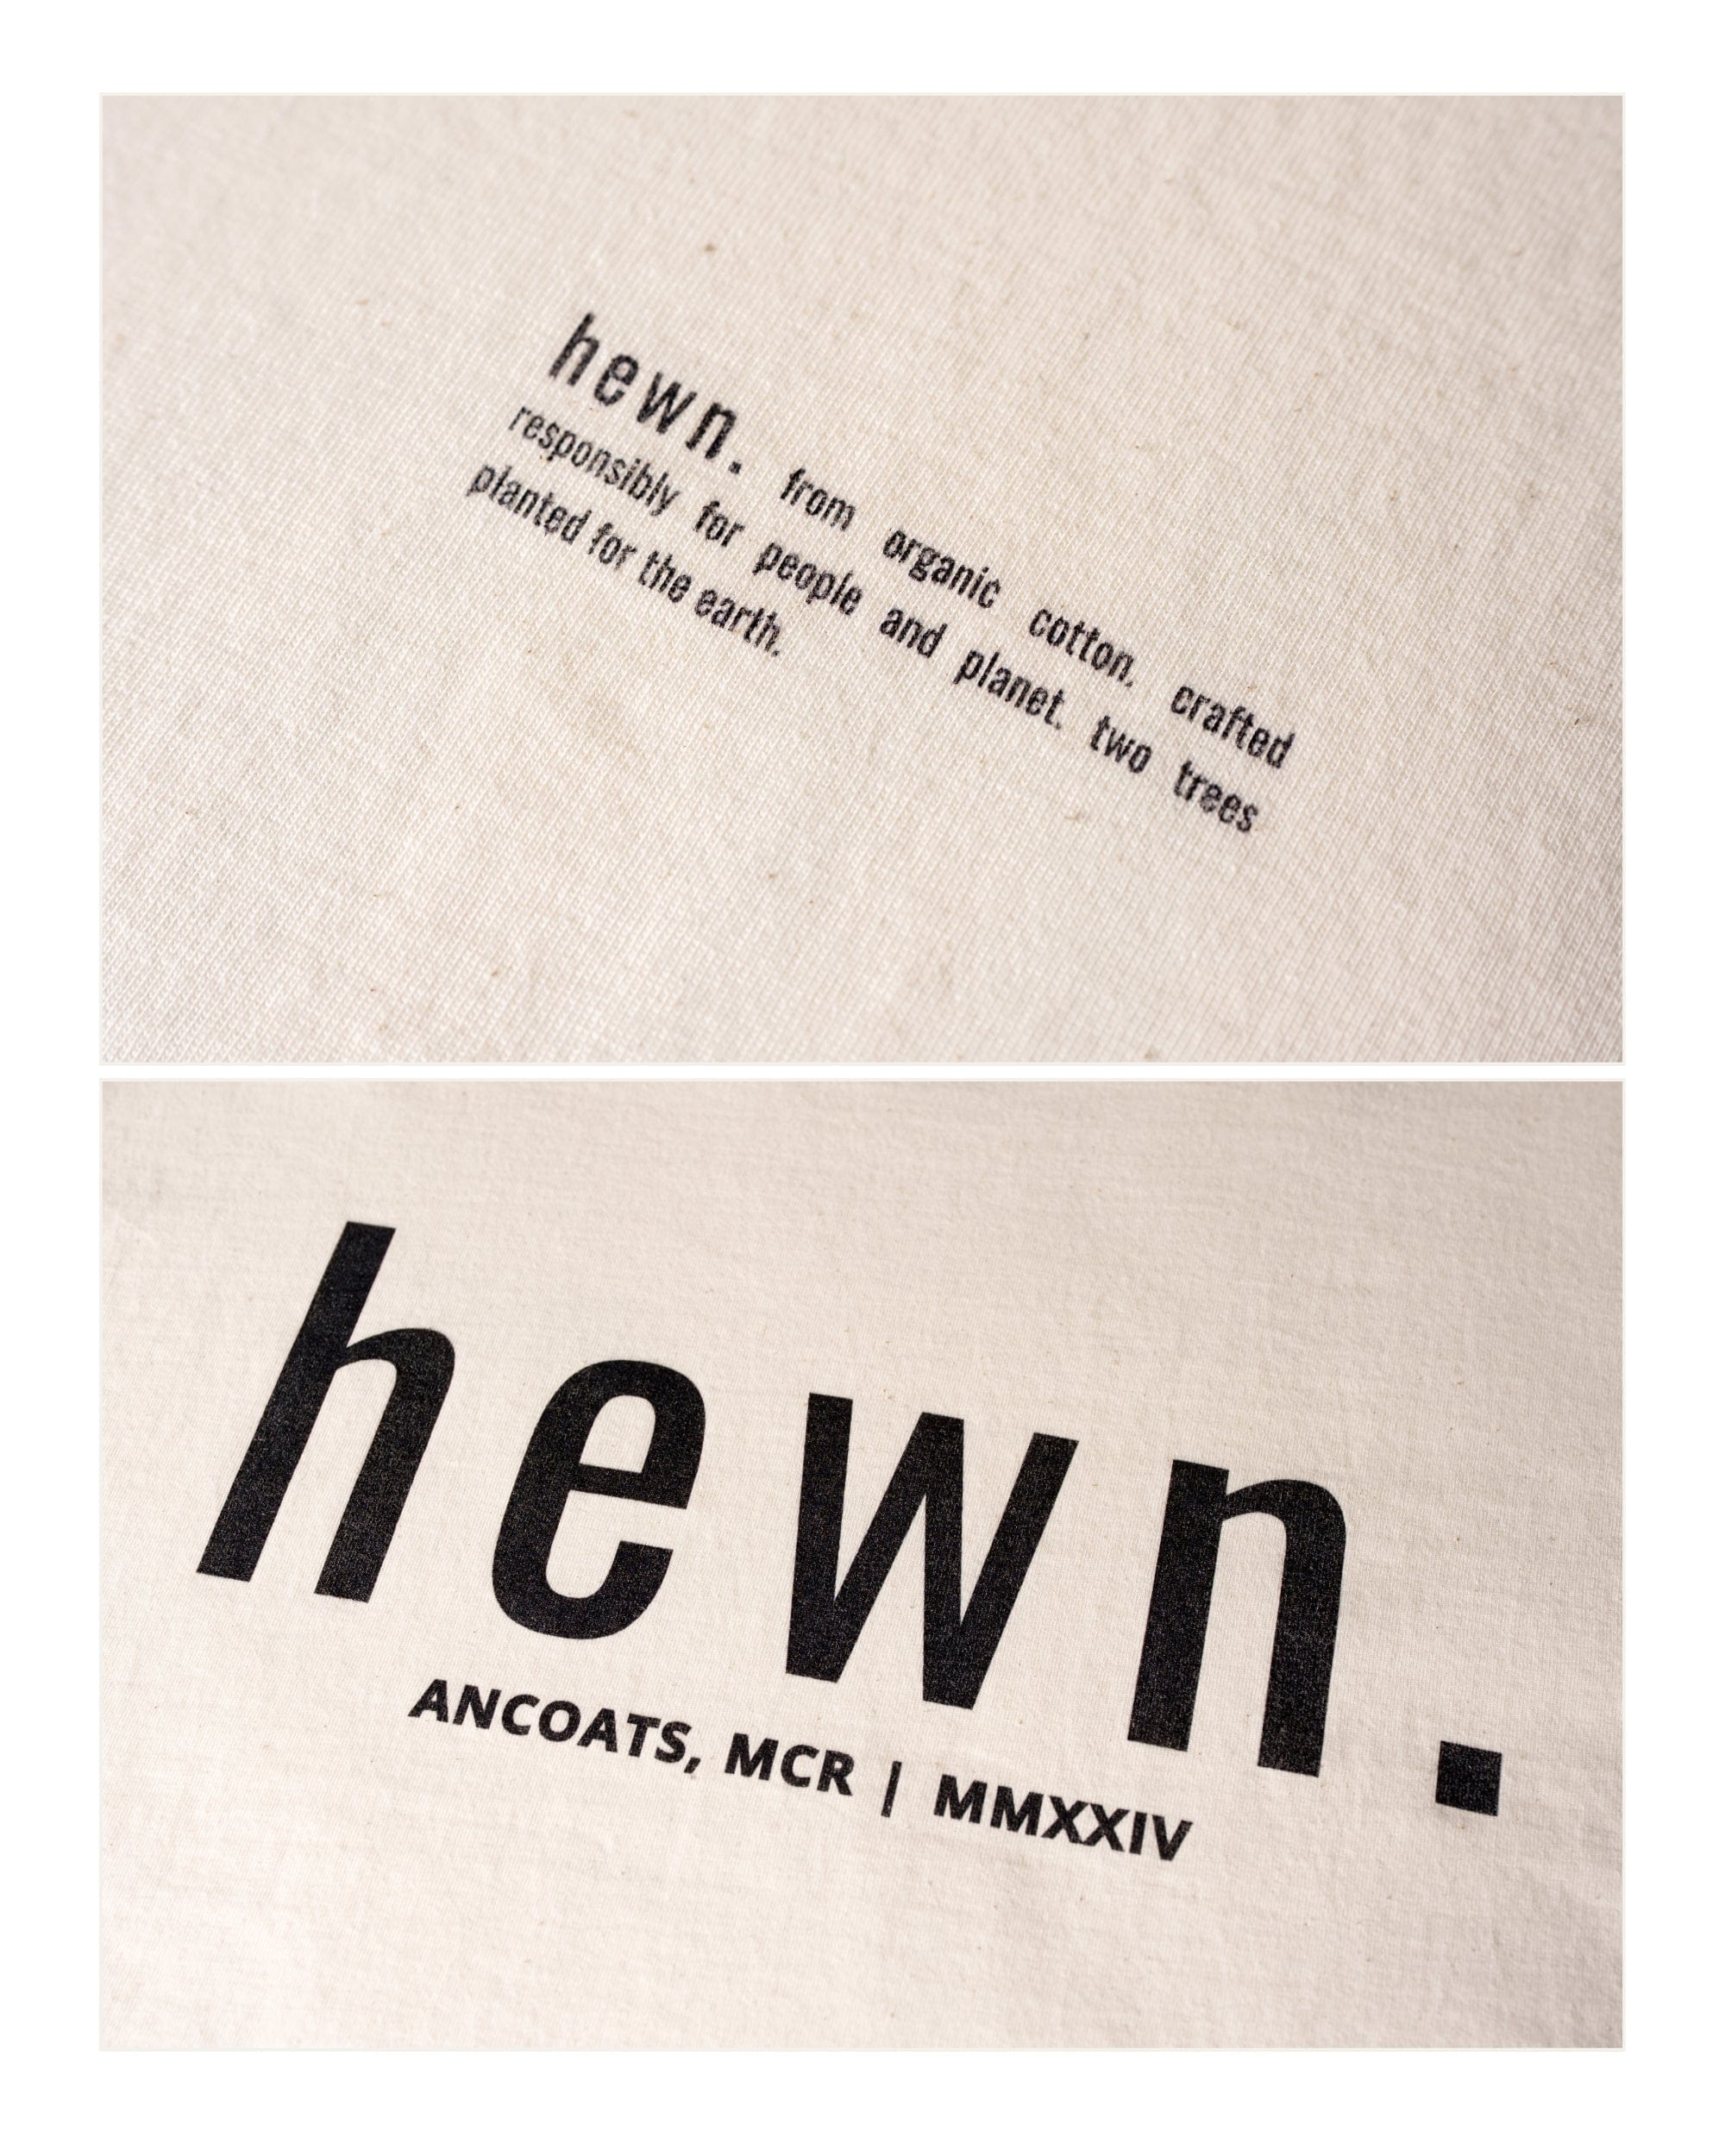 hewn. from organic cotton. crafted
responsibly for people and planet. two trees
planted for the earth.
hewn.
ANCOATS, MCR | MMXXIV